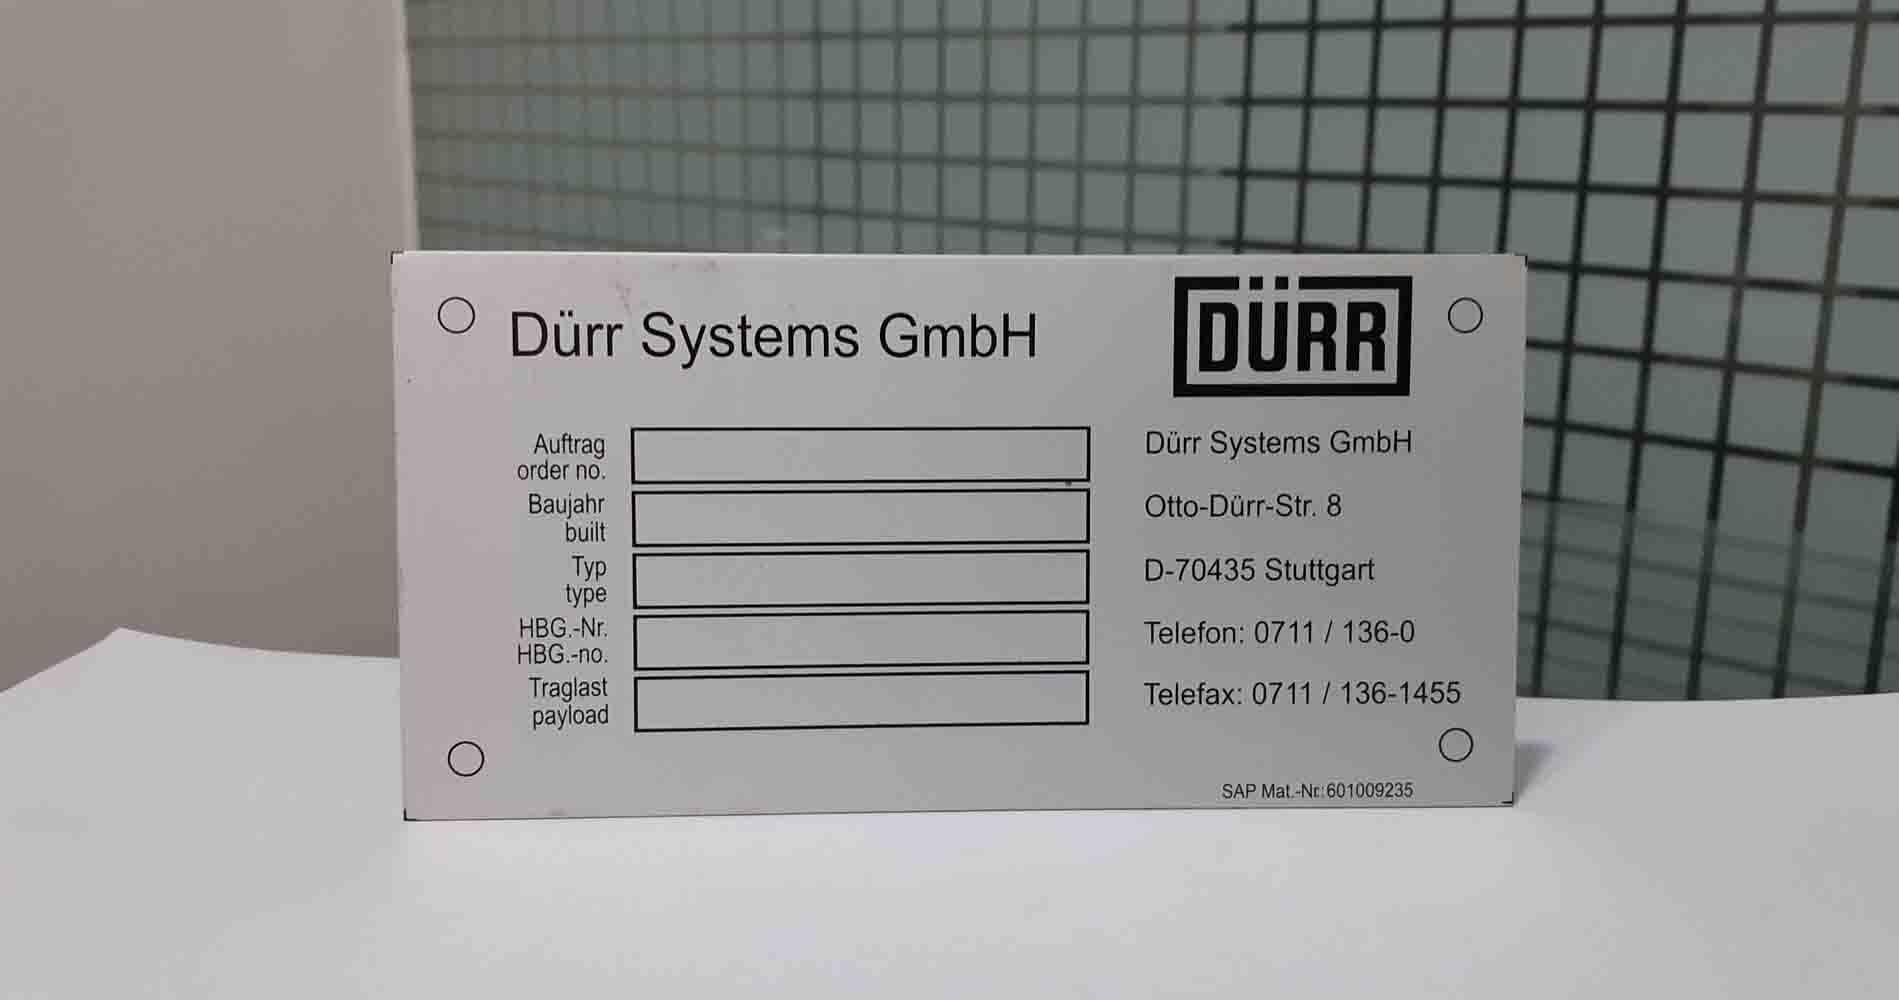 Dürr Systems GmbH
DÜRR
Auftrag
order no.
Baujahr
built
Typ
type
HBG.-Nr.
HBG.-no.
Traglast
payload
Dürr Systems GmbH
Otto-Dürr-Str. 8
D-70435 Stuttgart
Telefon: 0711 / 136-0
Telefax: 0711 / 136-1455
SAP Mat.-Nr.:601009235